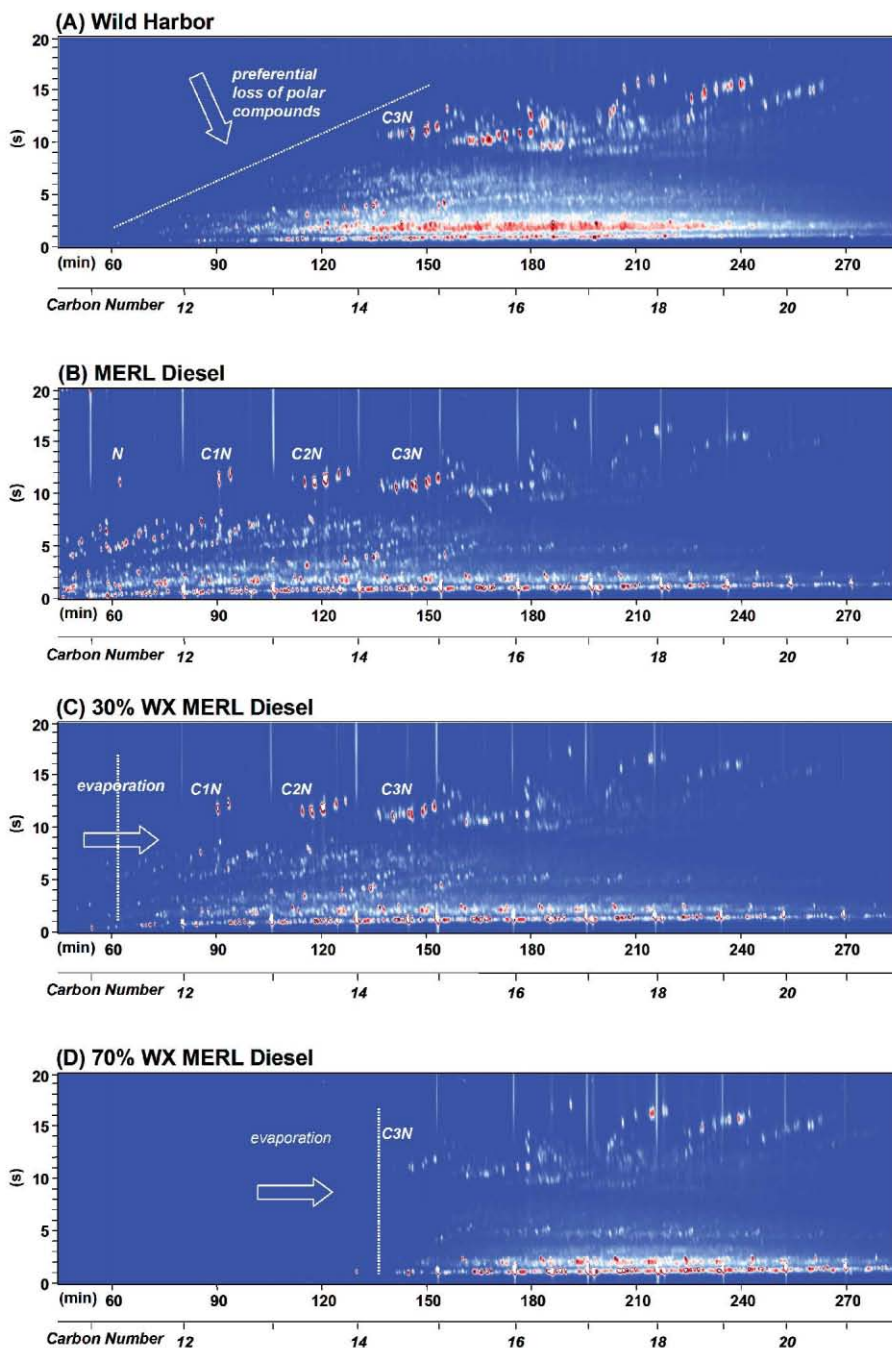 (A) Wild Harbor
20
15
10
5
0
(s)
preferential
loss of polar
compounds
C3N
(min) 60 90 120 150 180 210 240 270
Carbon Number 12 14 16 18 20
(B) MERL Diesel
20
15
10
5
0
(s)
N C1N C2N C3N
(min) 60 90 120 150 180 210 240 270
Carbon Number 12 14 16 18 20
(C) 30% WX MERL Diesel
20
15
10
5
0
(s)
evaporation C1N C2N C3N
(min) 60 90 120 150 180 210 240 270
Carbon Number 12 14 16 18 20
(D) 70% WX MERL Diesel
20
15
10
5
0
(s)
evaporation C3N
(min) 60 90 120 150 180 210 240 270
Carbon Number 12 14 16 18 20